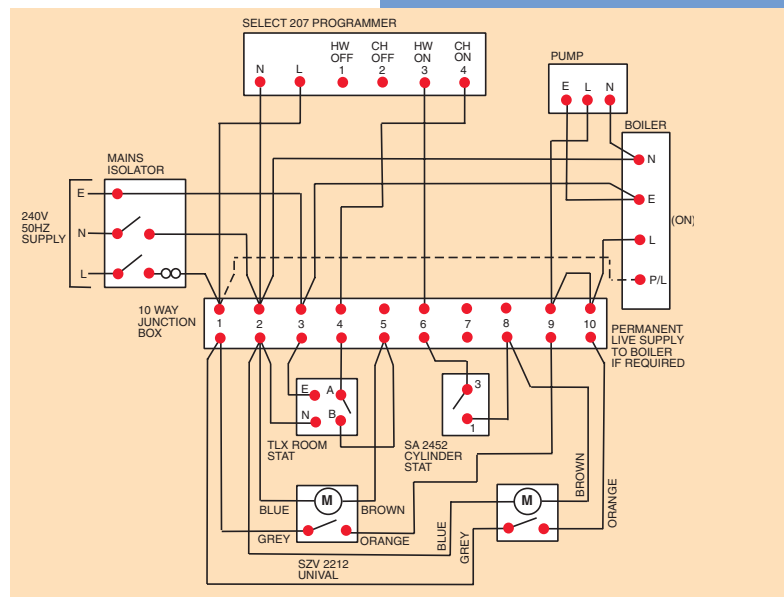 SELECT 207 PROGRAMMER
N
L
HW
OFF
1
CH
OFF
2
HW
ON
3
CH
ON
4
PUMP
E L N
BOILER
N
E
(ON)
L
P/L
MAINS
ISOLATOR
240V
50HZ
SUPPLY
E
N
L
10 WAY
JUNCTION
BOX
1 2 3 4 5 6 7 8 9 10
PERMANENT
LIVE SUPPLY
TO BOILER
IF REQUIRED
E A
N B
TLX ROOM
STAT
3
1
SA 2452
CYLINDER
STAT
M
BLUE
BROWN
GREY
ORANGE
SZV 2212
UNIVAL
M
BLUE
GREY
BROWN
ORANGE